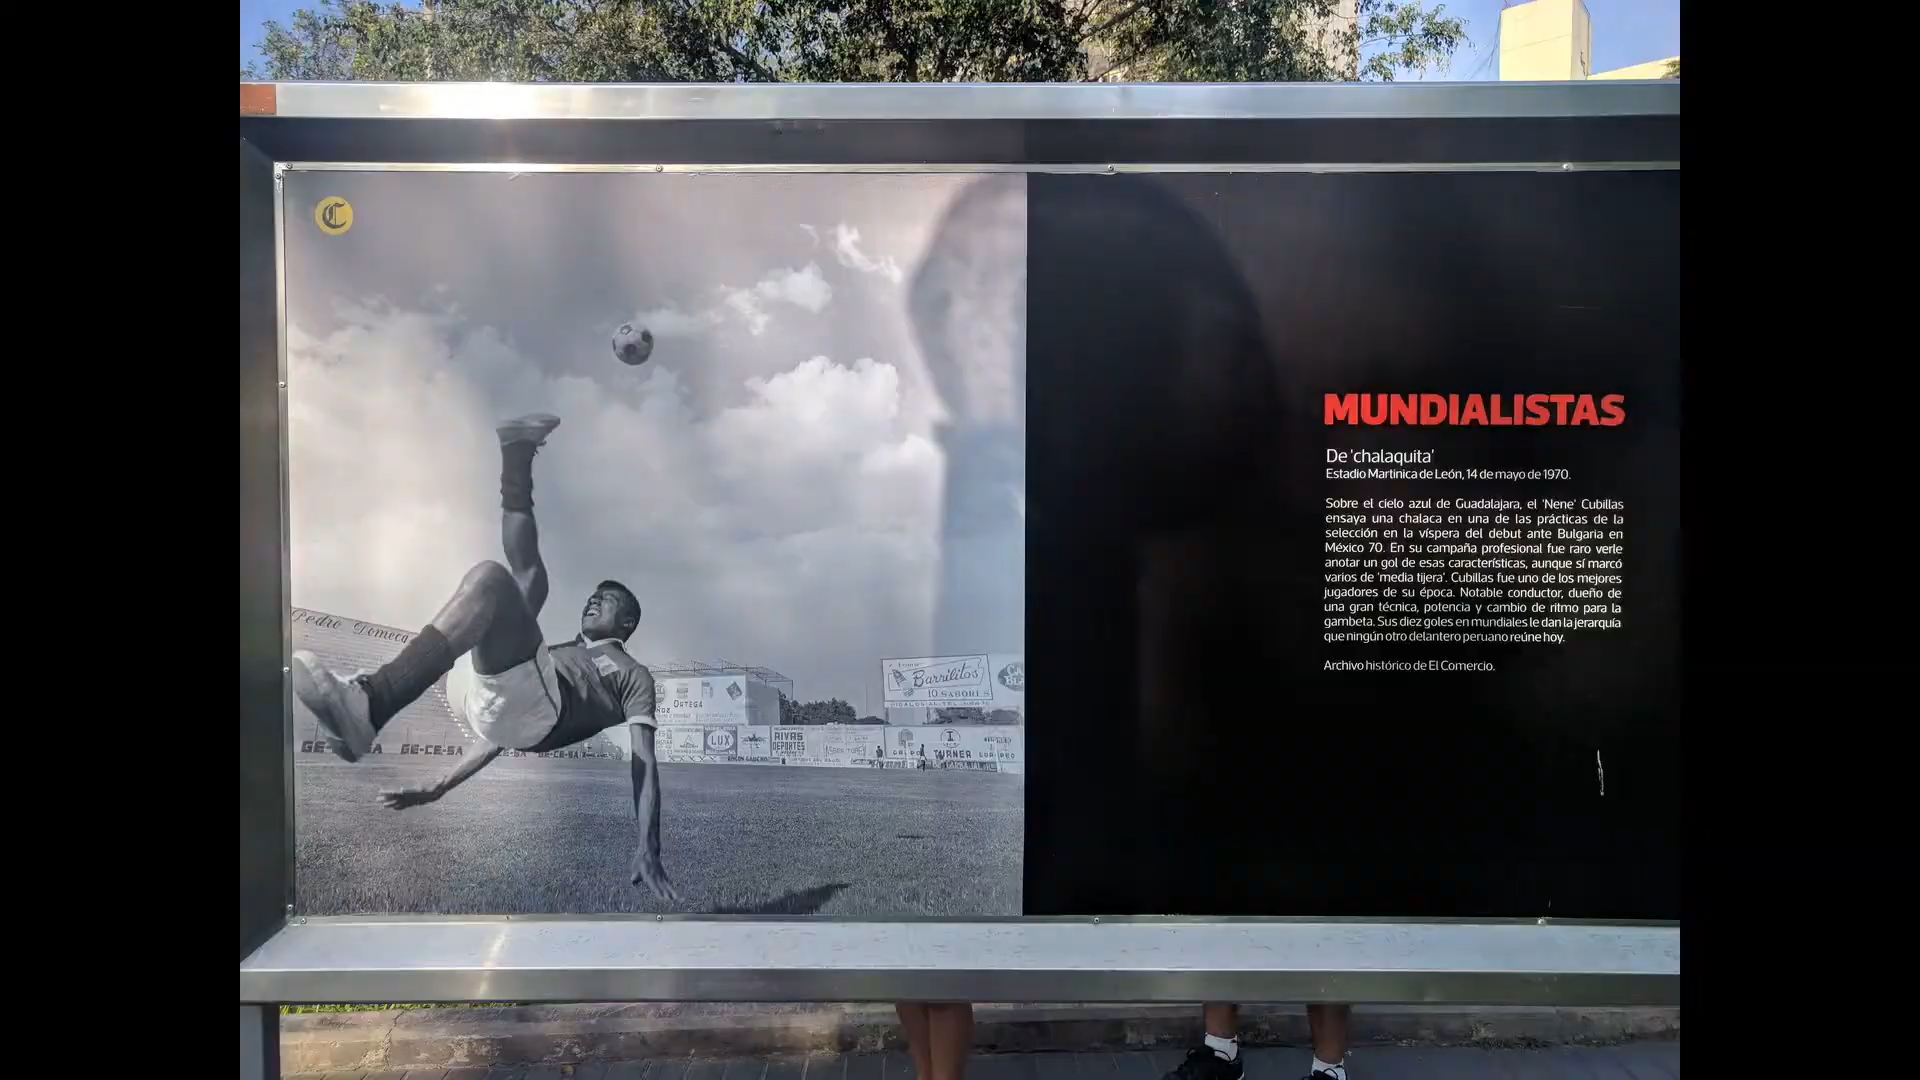 C
MUNDIALISTAS
De 'chalaquita'
Estadio Martinica de León, 14 de mayo de 1970.
Sobre el cielo azul de Guadalajara, el 'Nene' Cubillas
ensaya una chalaca en una de las prácticas de la
selección en la víspera del debut ante Bulgaria en
México 70. En su campaña profesional fue raro verle
anotar un gol de esas características, aunque sí marcó
varios de 'media tijera'. Cubillas fue uno de los mejores
jugadores de su época. Notable conductor, dueño de
una gran técnica, potencia y cambio de ritmo para la
gambeta. Sus diez goles en mundiales le dan la jerarquía
que ningún otro delantero peruano reúne hoy.
Archivo histórico de El Comercio.
Pedro Domecq
Barrilitos
10 SABORES
ORTEGA
LUX
RIVAS
DEPORTES
TURNER
GE-CE-SA
GE-CE-SA